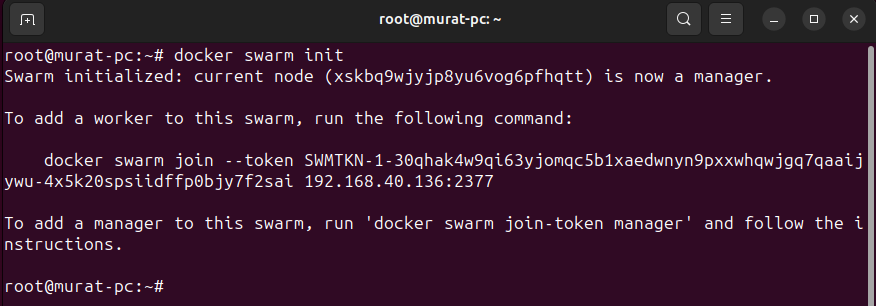 root@murat-pc: ~
root@murat-pc:~# docker swarm init
Swarm initialized: current node (xskbq9wjyjp8yu6vog6pfhqtt) is now a manager.
To add a worker to this swarm, run the following command:
docker swarm join --token SWMTKN-1-30qhak4w9qi63yjomqc5b1xaedwnyn9pxxwhqwjgq7qaaij
ywu-4x5k20spsiidffp0bjy7f2sai 192.168.40.136:2377
To add a manager to this swarm, run 'docker swarm join-token manager' and follow the i
nstructions.
root@murat-pc:~#